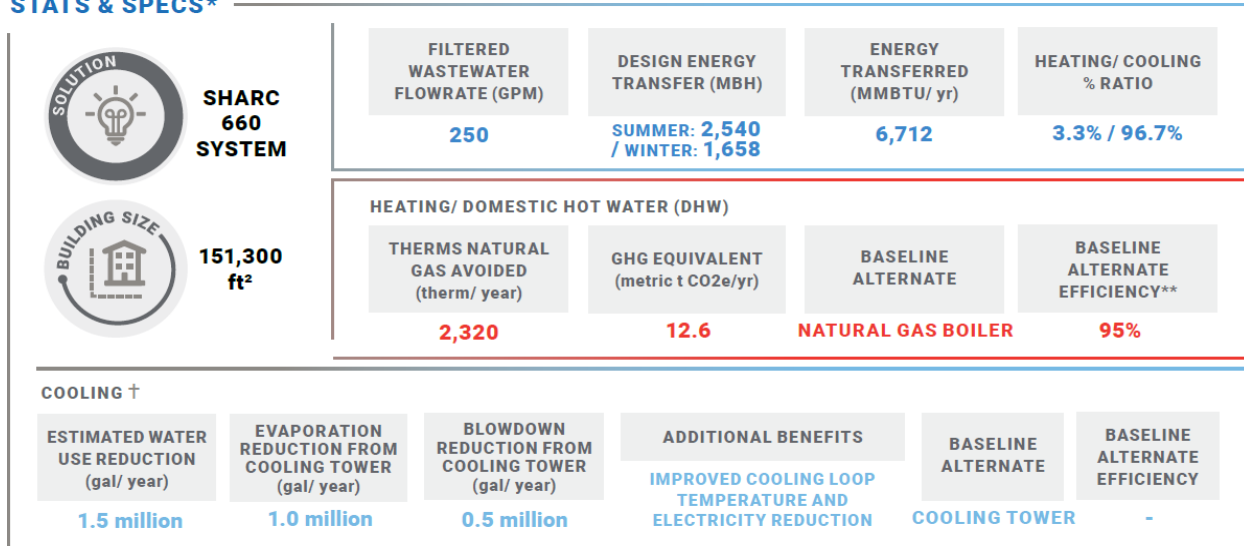 STATS & SPECS*
SOLUTION
SHARC
660
SYSTEM
FILTERED
WASTEWATER
FLOWRATE (GPM)
250
DESIGN ENERGY
TRANSFER (MBH)
SUMMER: 2,540
/ WINTER: 1,658
ENERGY
TRANSFERRED
(MMBTU/ yr)
6,712
HEATING/ COOLING
% RATIO
3.3% / 96.7%
BUILDING SIZE
151,300
ft²
HEATING/ DOMESTIC HOT WATER (DHW)
THERMS NATURAL
GAS AVOIDED
(therm/ year)
2,320
GHG EQUIVALENT
(metric t CO2e/yr)
12.6
BASELINE
ALTERNATE
NATURAL GAS BOILER
BASELINE
ALTERNATE
EFFICIENCY**
95%
COOLING †
ESTIMATED WATER
USE REDUCTION
(gal/ year)
1.5 million
EVAPORATION
REDUCTION FROM
COOLING TOWER
(gal/ year)
1.0 million
BLOWDOWN
REDUCTION FROM
COOLING TOWER
(gal/ year)
0.5 million
ADDITIONAL BENEFITS
IMPROVED COOLING LOOP
TEMPERATURE AND
ELECTRICITY REDUCTION
BASELINE
ALTERNATE
COOLING TOWER
BASELINE
ALTERNATE
EFFICIENCY
-